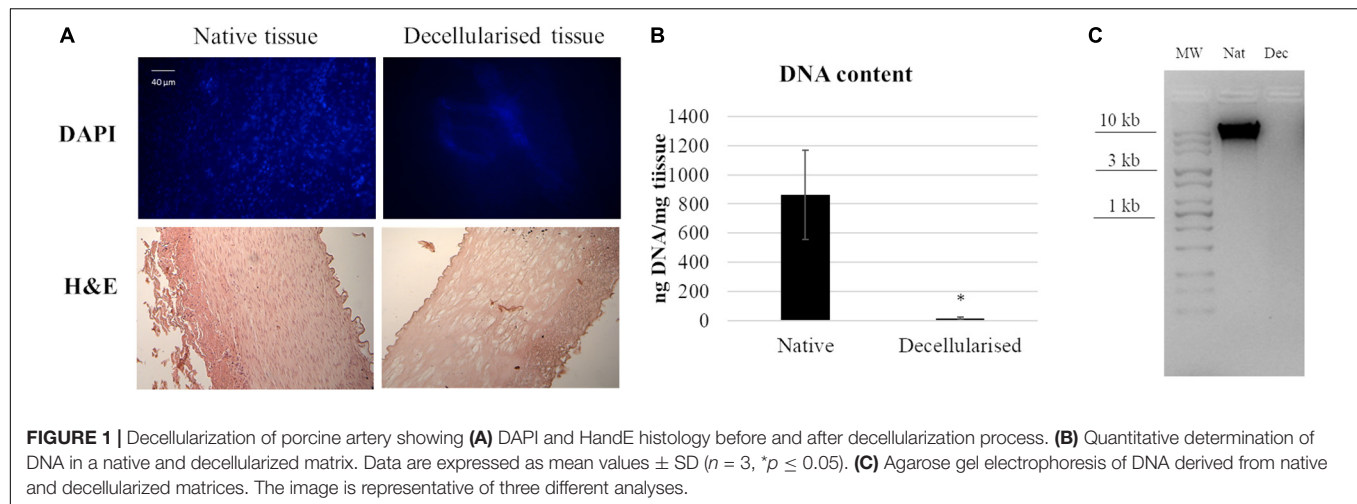 A
Native tissue
Decellularised tissue
40 µm
DAPI
H&E
B
DNA content
ng DNA/mg tiissue
1400
1200
1000
800
600
400
200
0
*
Native
Decellularised
C
MW Nat Dec
10 kb
3 kb
1 kb
FIGURE 1 | Decellularization of porcine artery showing (A) DAPI and HandE histology before and after decellularization process. (B) Quantitative determination of
DNA in a native and decellularized matrix. Data are expressed as mean values ± SD (n = 3, *p ≤ 0.05). (C) Agarose gel electrophoresis of DNA derived from native
and decellularized matrices. The image is representative of three different analyses.